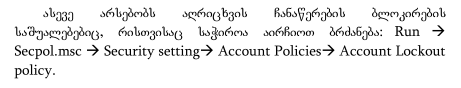 ასევე არსებობს აღრიცხვის ჩანაწერების ბლოკირების
საშუალებებიც, რისთვისაც საჭიროა აირჩიოთ ბრძანება: Run →
Secpol.msc → Security setting→ Account Policies→ Account Lockout
policy.